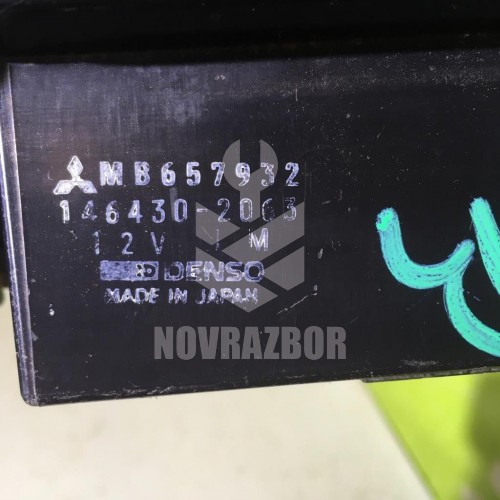 MB657932
146430-2063
12V M
DENSO
MADE IN JAPAN
NOVRAZBOR